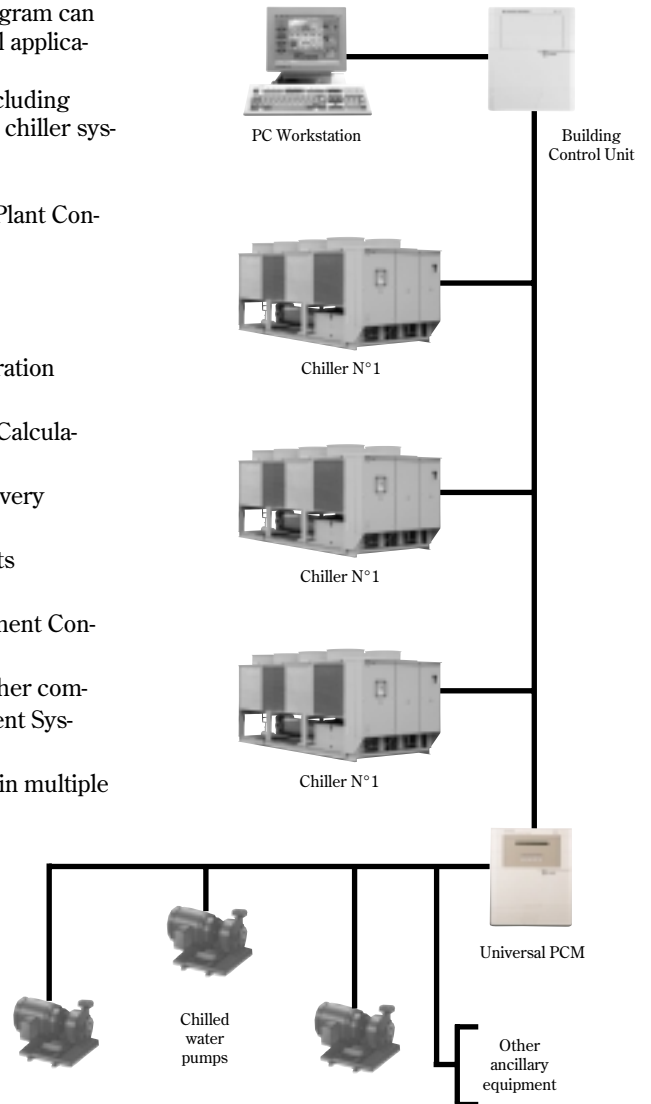 gram can
l applica-
cluding
chiller sys-
Plant Con-
ration
Calcula-
very
ts
nent Con-
her com-
ent Sys-
in multiple
PC Workstation
Building
Control Unit
Chiller N°1
Chiller N°1
Chiller N°1
Universal PCM
Chilled
water
pumps
Other
ancillary
equipment